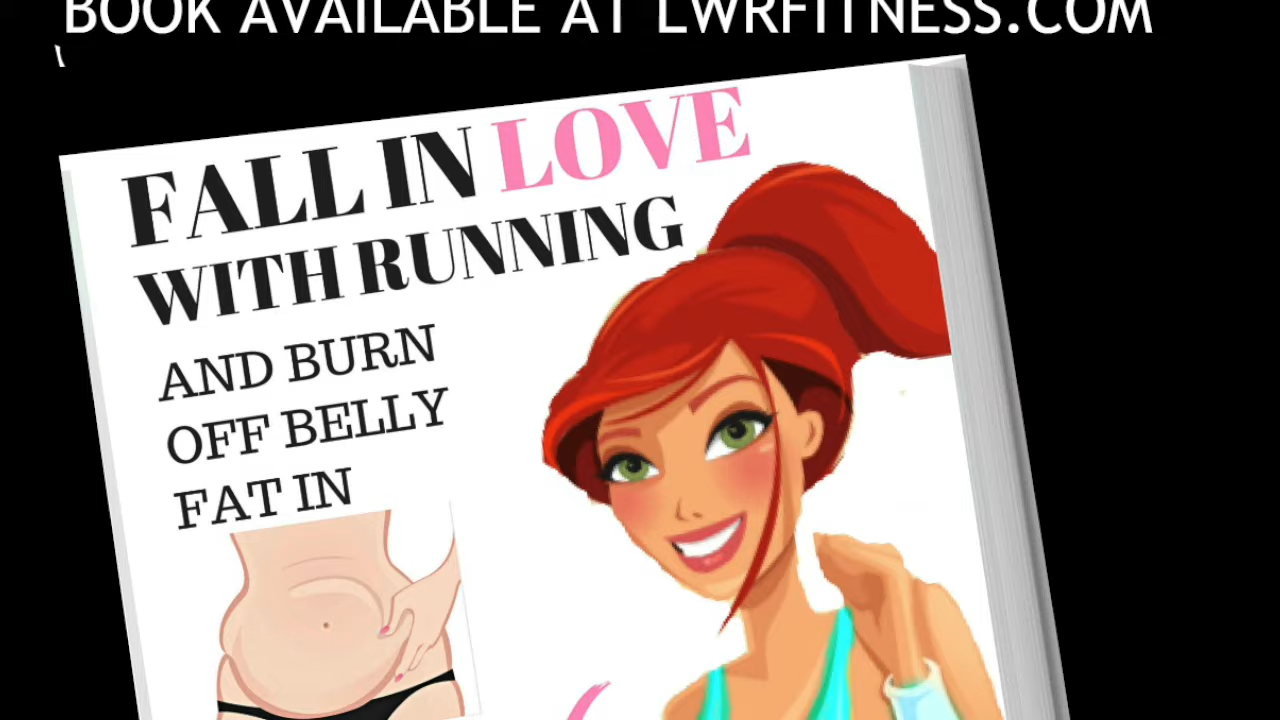 BOOK AVAILABLE AT LWRFITNESS.COM
FALL IN LOVE
WITH RUNNING
AND BURN
OFF BELLY
FAT IN